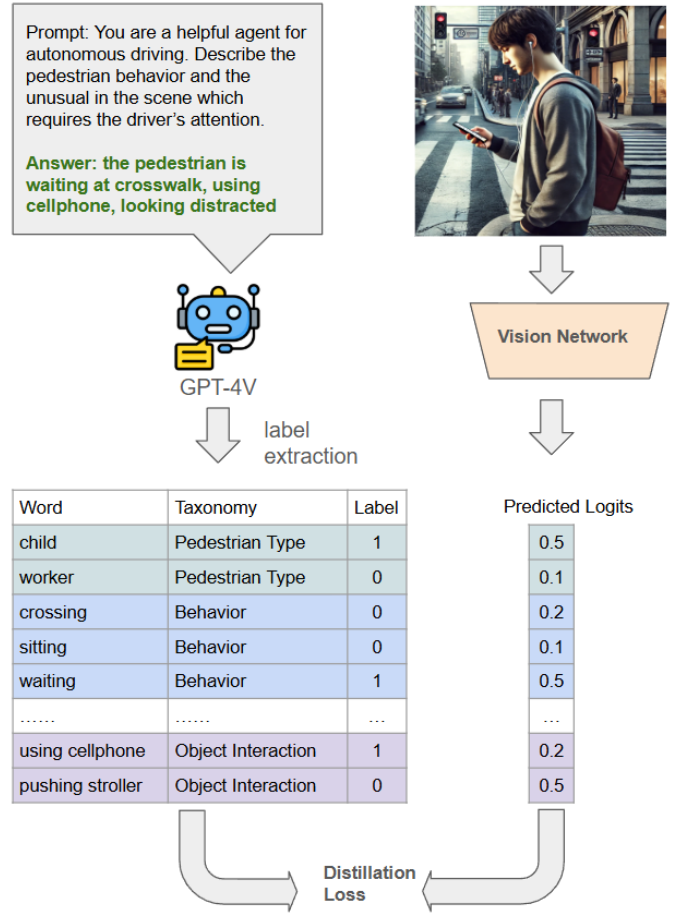 Prompt: You are a helpful agent for
autonomous driving. Describe the
pedestrian behavior and the
unusual in the scene which
requires the driver's attention.
Answer: the pedestrian is
waiting at crosswalk, using
cellphone, looking distracted
GPT-4V
label
extraction
Vision Network
Word Taxonomy Label
child Pedestrian Type 1
worker Pedestrian Type 0
crossing Behavior 0
sitting Behavior 0
waiting Behavior 1
...... ...... ...
using cellphone Object Interaction 1
pushing stroller Object Interaction 0
Predicted Logits
0.5
0.1
0.2
0.1
0.5
...
0.2
0.5
Distillation
Loss